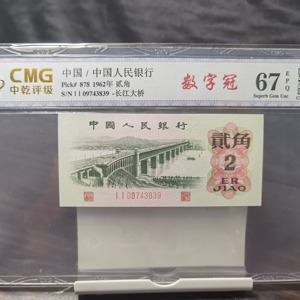 CMG
中乾评级
中国 / 中国人民银行
Pick# 878 1962年 贰角
S/N I I 09743839 -长江大桥
数字冠
67 EPQ
Superb Gem Unc
中国人民银行
贰角
2
ER
JIAO
I I 09743839